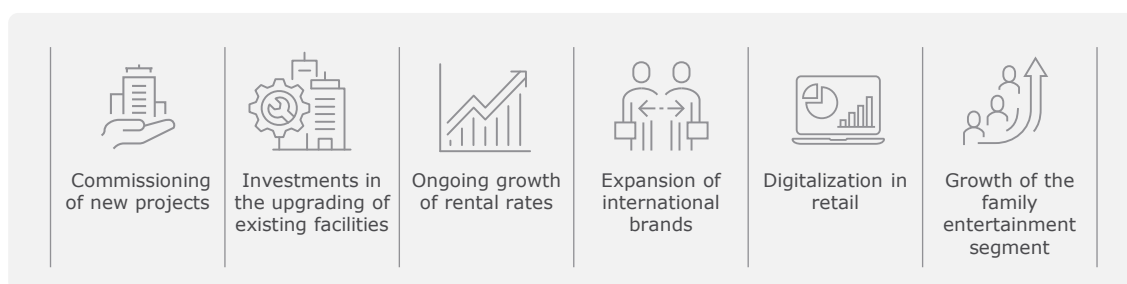 Commissioning
of new projects
Investments in
the upgrading of
existing facilities
Ongoing growth
of rental rates
Expansion of
international
brands
Digitalization in
retail
Growth of the
family
entertainment
segment